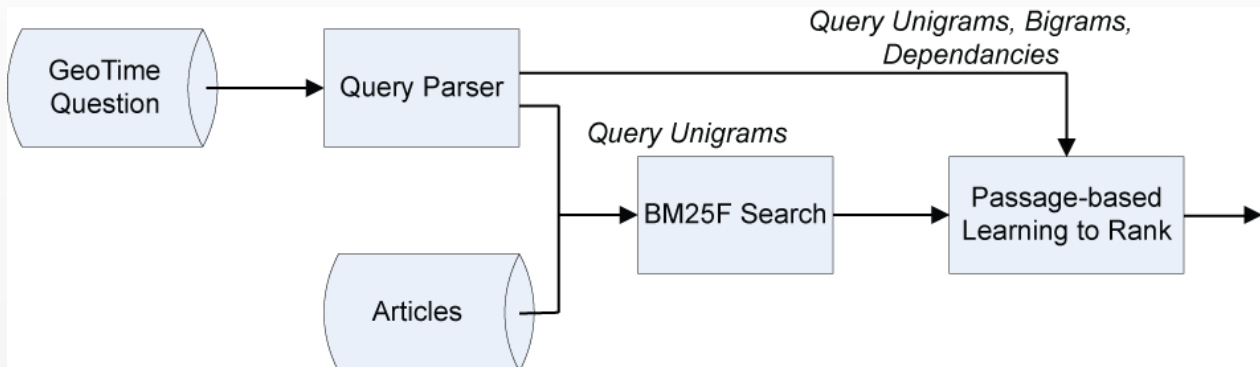 Query Unigrams, Bigrams,
Dependancies
GeoTime
Question
Query Parser
Query Unigrams
BM25F Search
Passage-based
Learning to Rank
Articles